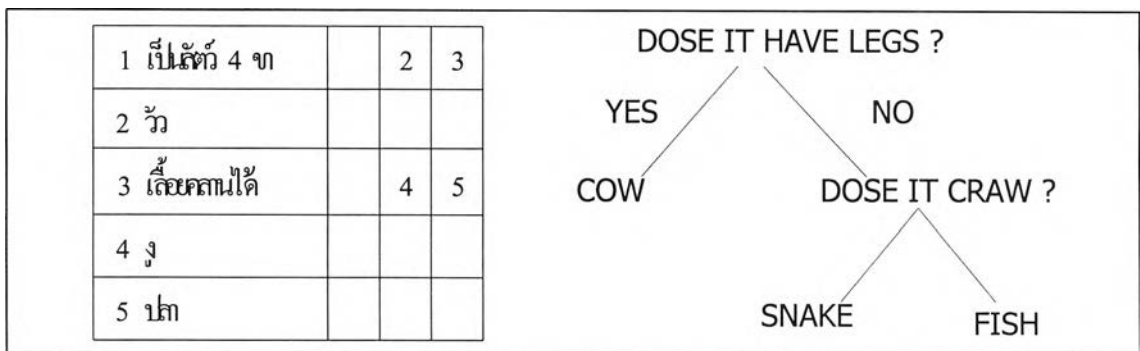 1 เป็นสัตว์ 4 ขา 2 3
2 วัว
3 เลื้อยคลานได้ 4 5
4 งู
5 ปลา
DOSE IT HAVE LEGS ?
YES NO
COW DOSE IT CRAW ?
SNAKE FISH